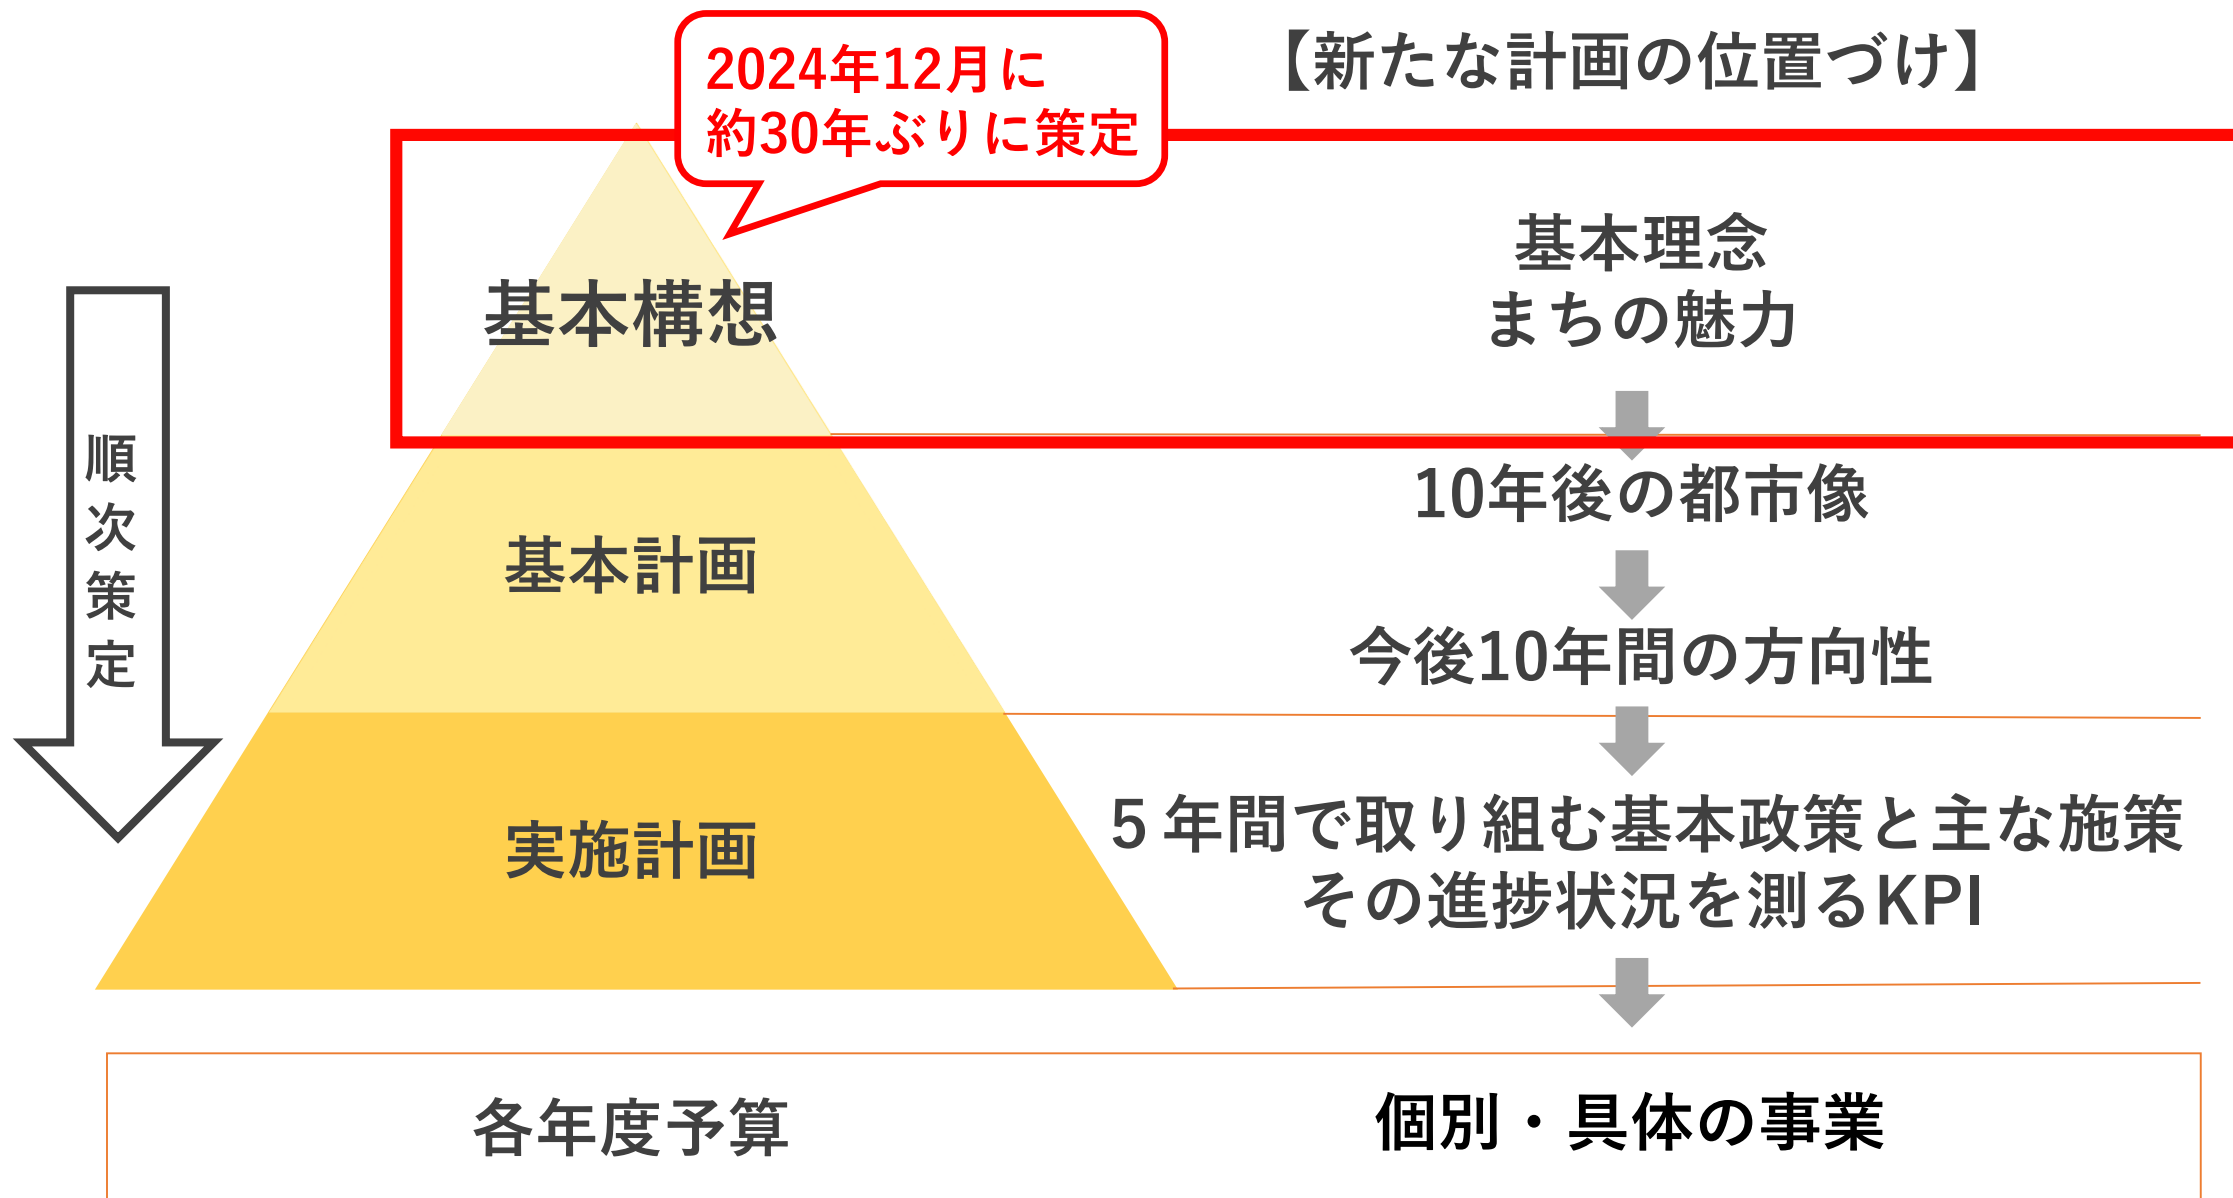 【新たな計画の位置づけ】
2024年12月に
約30年ぶりに策定
基本構想
基本理念
まちの魅力
順次策定
基本計画
10年後の都市像
今後10年間の方向性
実施計画
５年間で取り組む基本政策と主な施策
その進捗状況を測るKPI
各年度予算
個別・具体の事業